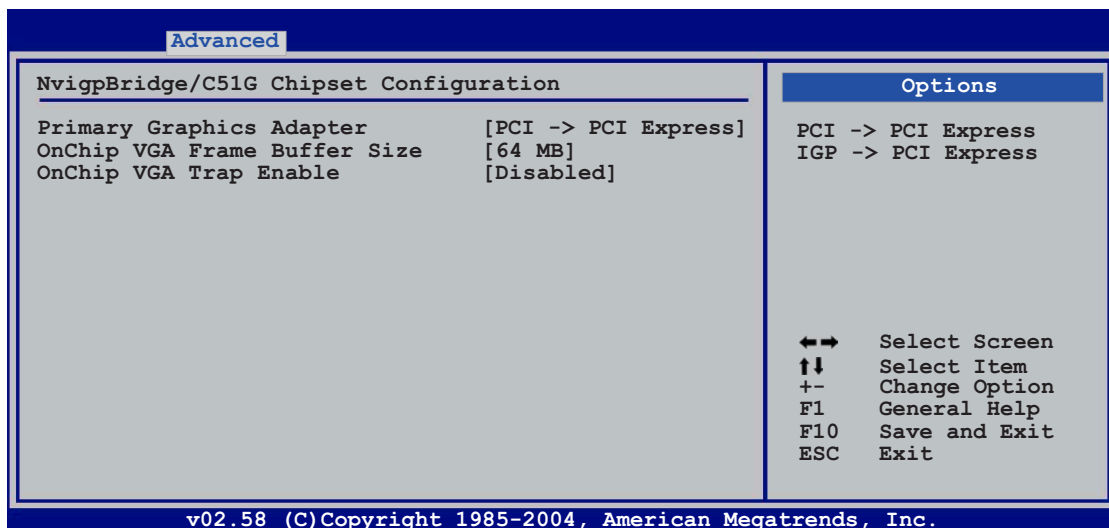 Advanced
NvigpBridge/C51G Chipset Configuration
Primary Graphics Adapter [PCI -> PCI Express]
OnChip VGA Frame Buffer Size [64 MB]
OnChip VGA Trap Enable [Disabled]
Options
PCI -> PCI Express
IGP -> PCI Express
←→ Select Screen
↑↓ Select Item
+- Change Option
F1 General Help
F10 Save and Exit
ESC Exit
v02.58 (C)Copyright 1985-2004, American Megatrends, Inc.